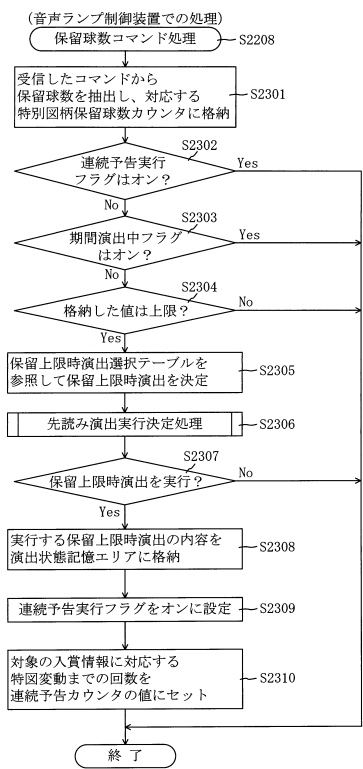 (音声ランプ制御装置での処理)
保留球数コマンド処理
S2208
受信したコマンドから
保留球数を抽出し、対応する
特別図柄保留球数カウンタに格納
S2301
S2302
連続予告実行
フラグはオン？
Yes
No
S2303
期間演出中フラグ
はオン？
Yes
No
S2304
格納した値は上限？
No
Yes
保留上限時演出選択テーブルを
参照して保留上限時演出を決定
S2305
先読み演出実行決定処理
S2306
S2307
保留上限時演出を実行？
No
Yes
実行する保留上限時演出の内容を
演出状態記憶エリアに格納
S2308
連続予告実行フラグをオンに設定
S2309
対象の入賞情報に対応する
特図変動までの回数を
連続予告カウンタの値にセット
S2310
終 了